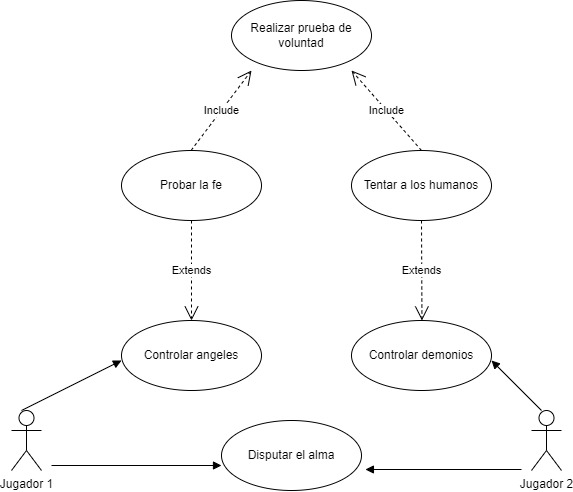 Realizar prueba de
voluntad
Include
Include
Probar la fe
Tentar a los humanos
Extends
Extends
Controlar angeles
Controlar demonios
Disputar el alma
Jugador 1
Jugador 2